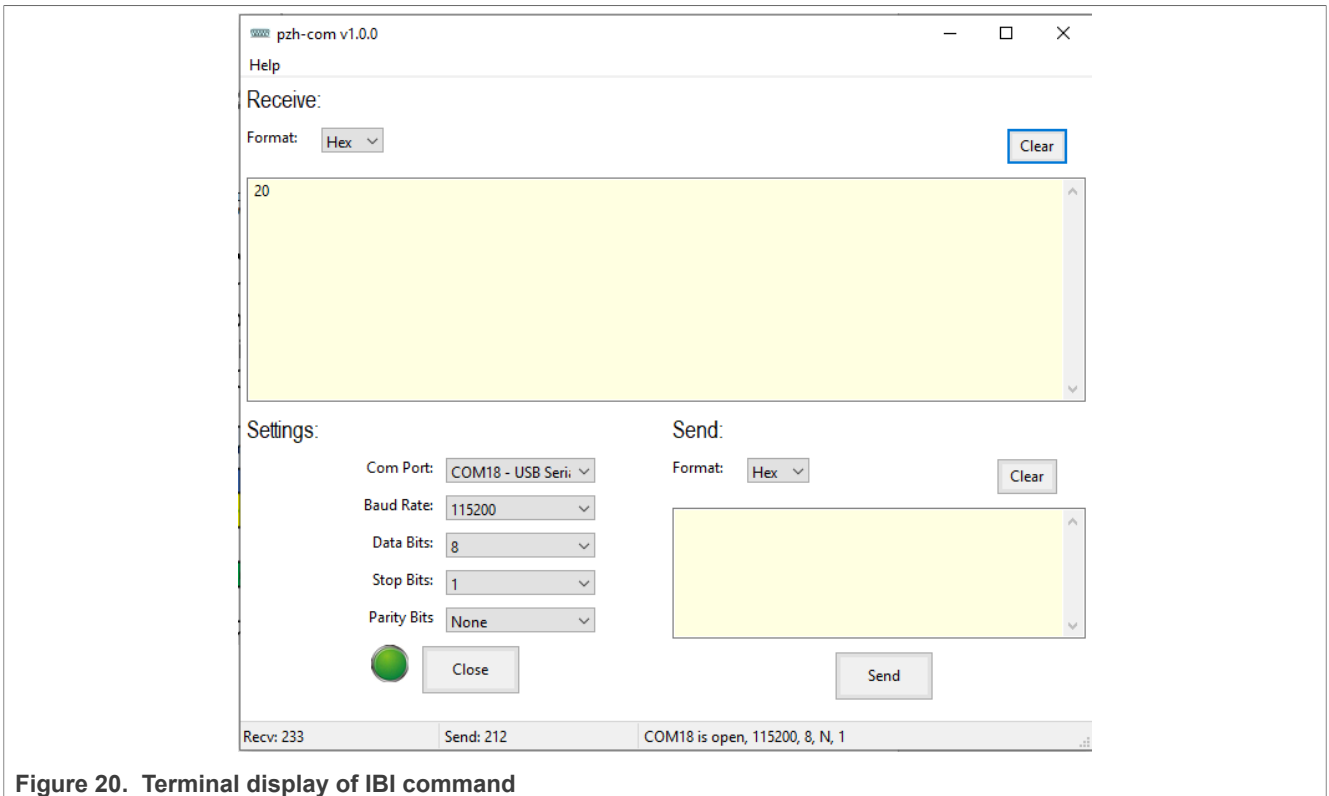 pzh-com v1.0.0
Help
Receive:
Format: Hex
Clear
20
Settings:
Com Port: COM18 - USB Seri
Baud Rate: 115200
Data Bits: 8
Stop Bits: 1
Parity Bits None
Close
Send:
Format: Hex
Clear
Send
Recv: 233 Send: 212 COM18 is open, 115200, 8, N, 1
Figure 20. Terminal display of IBI command